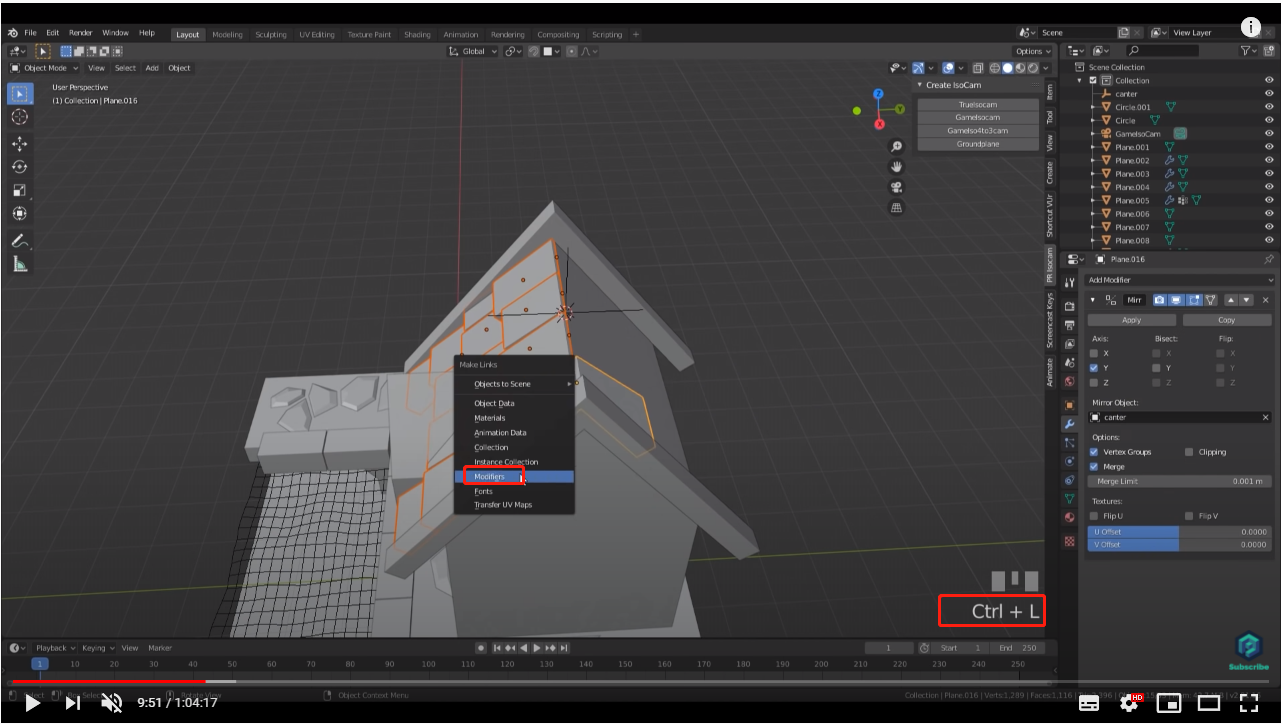 File Edit Render Window Help Layout Modeling Sculpting UV Editing Texture Paint Shading Animation Rendering Compositing Scripting + Scene View Layer
Global Options
Object Mode View Select Add Object
User Perspective
(1) Collection | Plane.016
Create IsoCam
TrueIsocam
GameIsocam
GameIso4to3cam
Groundplane
Z
Y
X
Item
Tool
View
Create
Shortcut VUr
PR Isocam
Screencast Keys
Animate
Scene Collection
Collection
canter
Circle.001
Circle
GameIsoCam
Plane.001
Plane.002
Plane.003
Plane.004
Plane.005
Plane.006
Plane.007
Plane.008
Plane.016
Add Modifier
Mirr
Apply Copy
Axis: Bisect: Flip:
X X X
Y Y Y
Z Z Z
Mirror Object:
canter
Options:
Vertex Groups Clipping
Merge
Merge Limit 0.001 m
Textures:
Flip U Flip V
U Offset 0.0000
V Offset 0.0000
Make Links
Objects to Scene
Object Data
Materials
Animation Data
Collection
Instance Collection
Modifiers
Fonts
Transfer UV Maps
Ctrl + L
Playback Keying View Marker 1 Start 1 End 250
1 10 20 30 40 50 60 70 80 90 100 110 120 130 140 150 160 170 180 190 200 210 220 230 240 250
Subscribe
Select Box Select Rotate View Object Context Menu Collection | Plane.016 | Verts:1,289 | Faces:1,116
9:51 / 1:04:17
HD